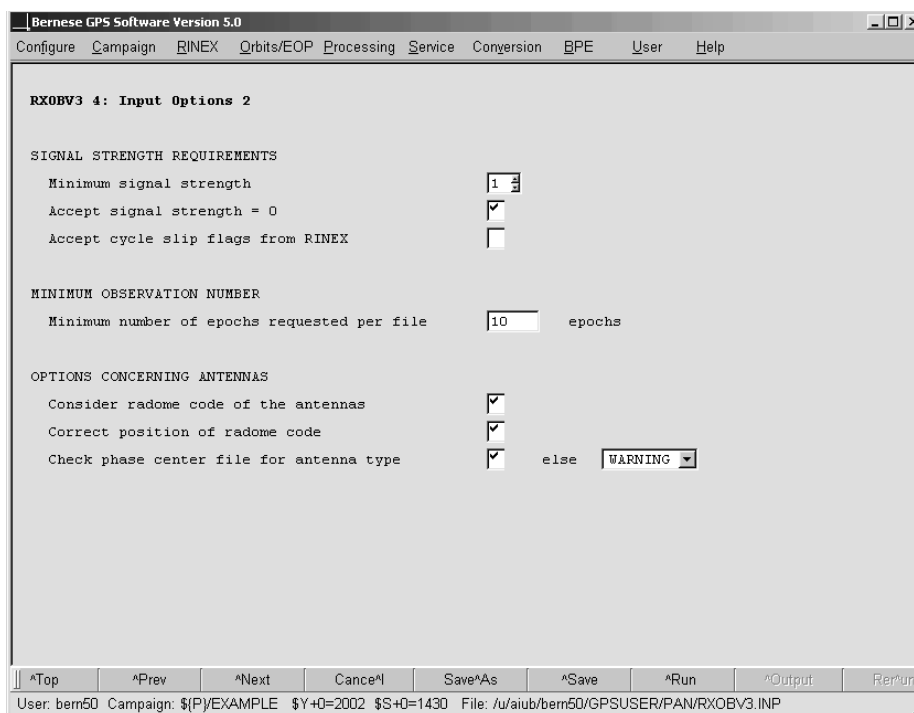 Bernese GPS Software Version 5.0
Configure Campaign RINEX Orbits/EOP Processing Service Conversion BPE User Help
RXOBV3 4: Input Options 2
SIGNAL STRENGTH REQUIREMENTS
Minimum signal strength 1
Accept signal strength = 0
Accept cycle slip flags from RINEX
MINIMUM OBSERVATION NUMBER
Minimum number of epochs requested per file 10 epochs
OPTIONS CONCERNING ANTENNAS
Consider radome code of the antennas
Correct position of radome code
Check phase center file for antenna type else WARNING
^Top ^Prev ^Next Cance^l Save^As ^Save ^Run ^Output Rer^un
User: bern50 Campaign: ${P}/EXAMPLE $Y+0=2002 $S+0=1430 File: /u/aiub/bern50/GPSUSER/PAN/RXOBV3.INP